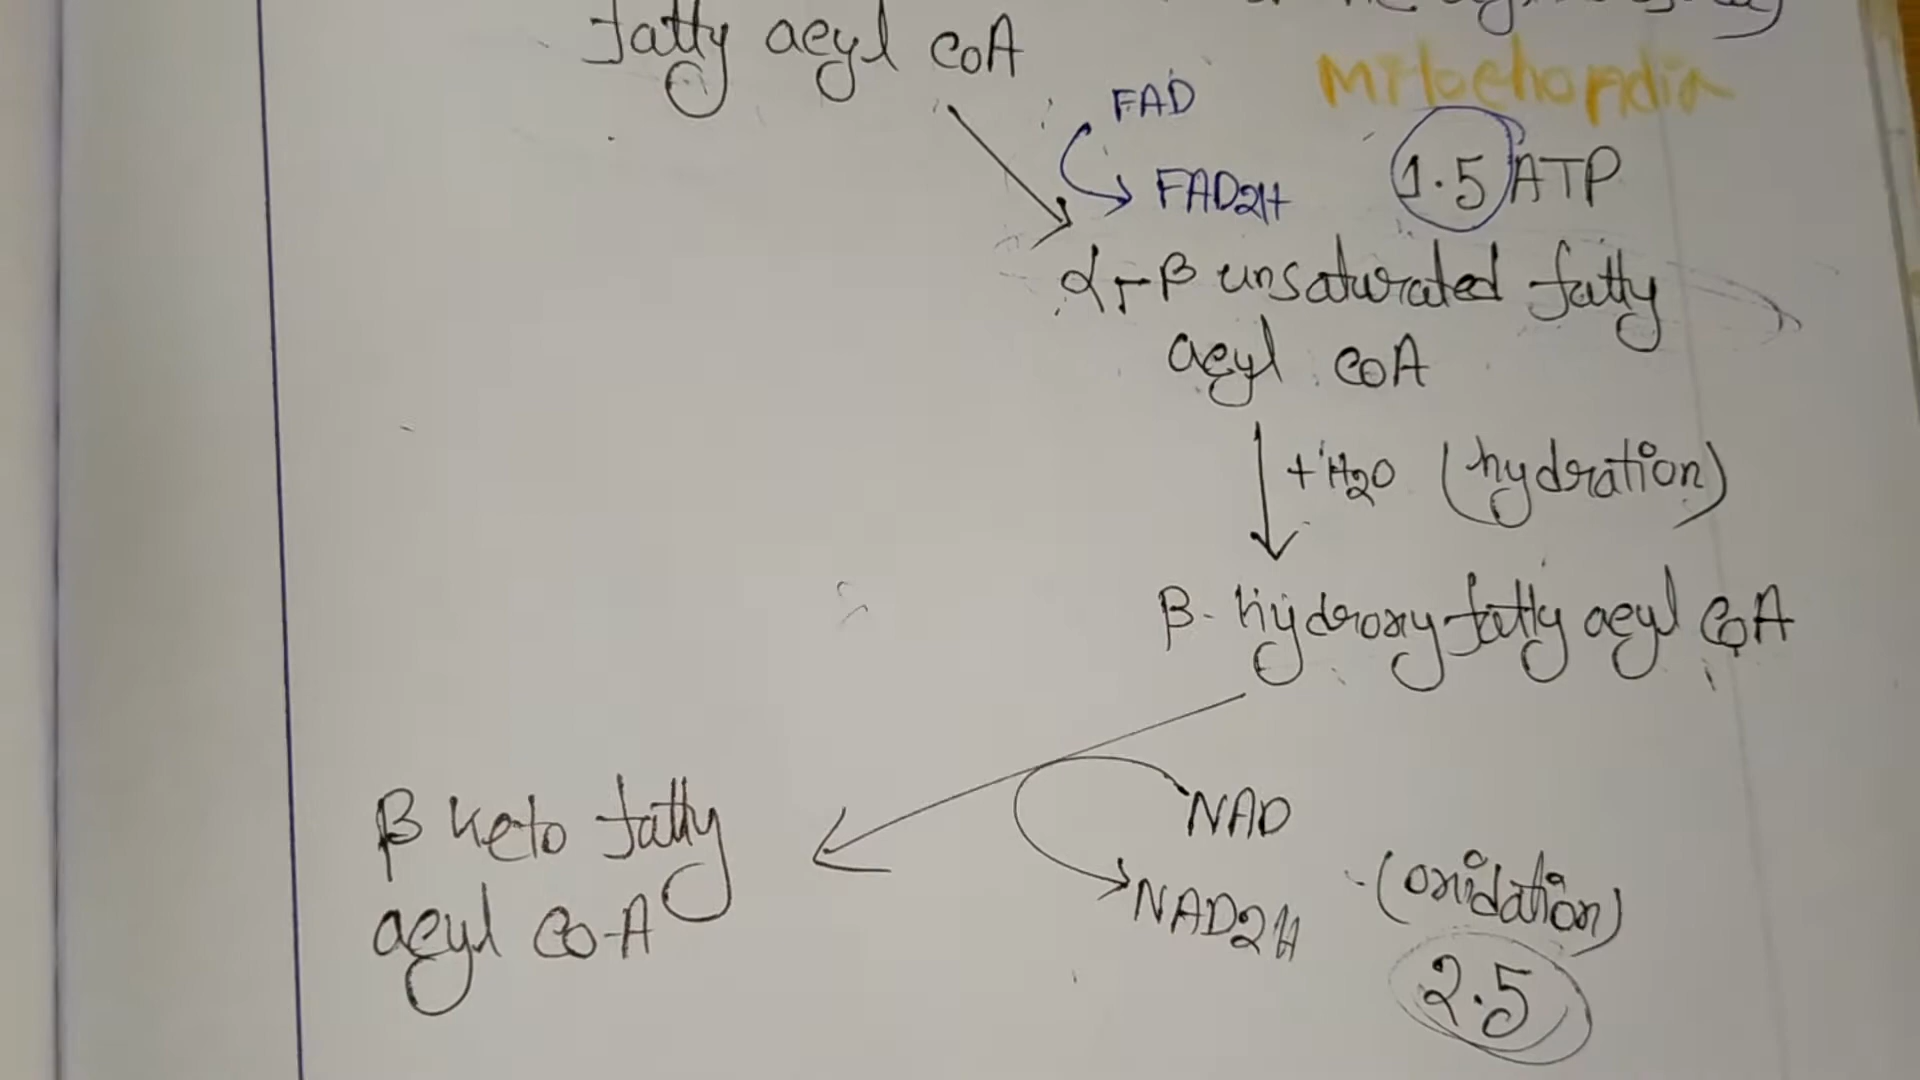 fatty acyl coA
Mitochondia
FAD
FAD2H
1.5 ATP
α, -β unsaturated fatty
acyl coA
+H2O (hydration)
β- hydroxy fatty acyl coA
NAD
NAD2H
(oxidation)
2.5
β keto fatty
acyl co-A